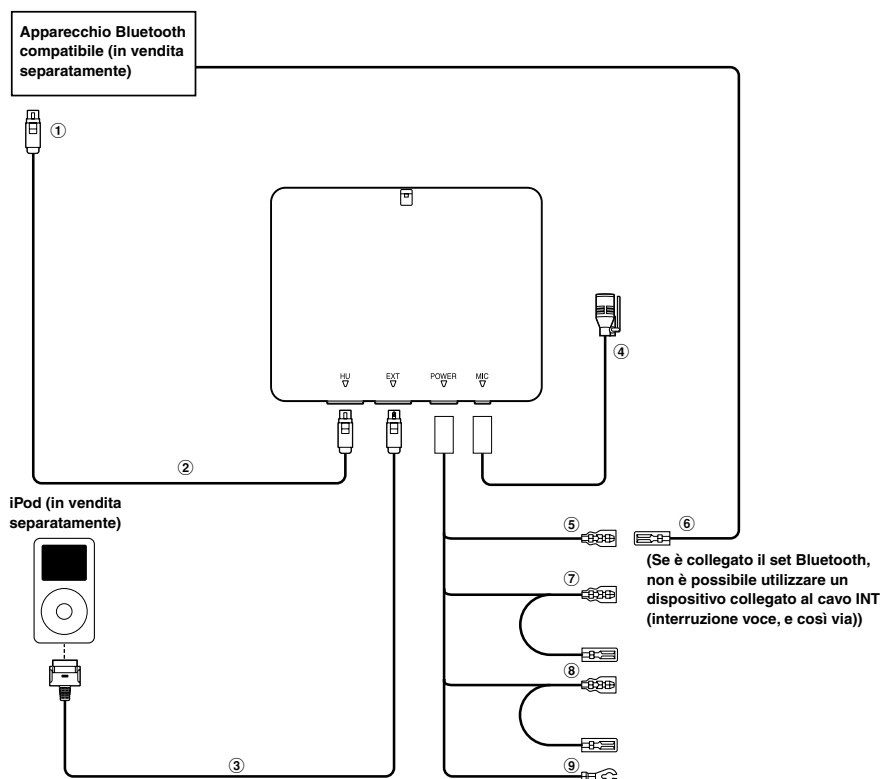 Apparecchio Bluetooth
compatibile (in vendita
separatamente)
①
HU
EXT
POWER
MIC
④
②
iPod (in vendita
separatamente)
⑤
⑥
(Se è collegato il set Bluetooth,
non è possibile utilizzare un
dispositivo collegato al cavo INT
(interruzione voce, e così via))
⑦
⑧
③
⑨